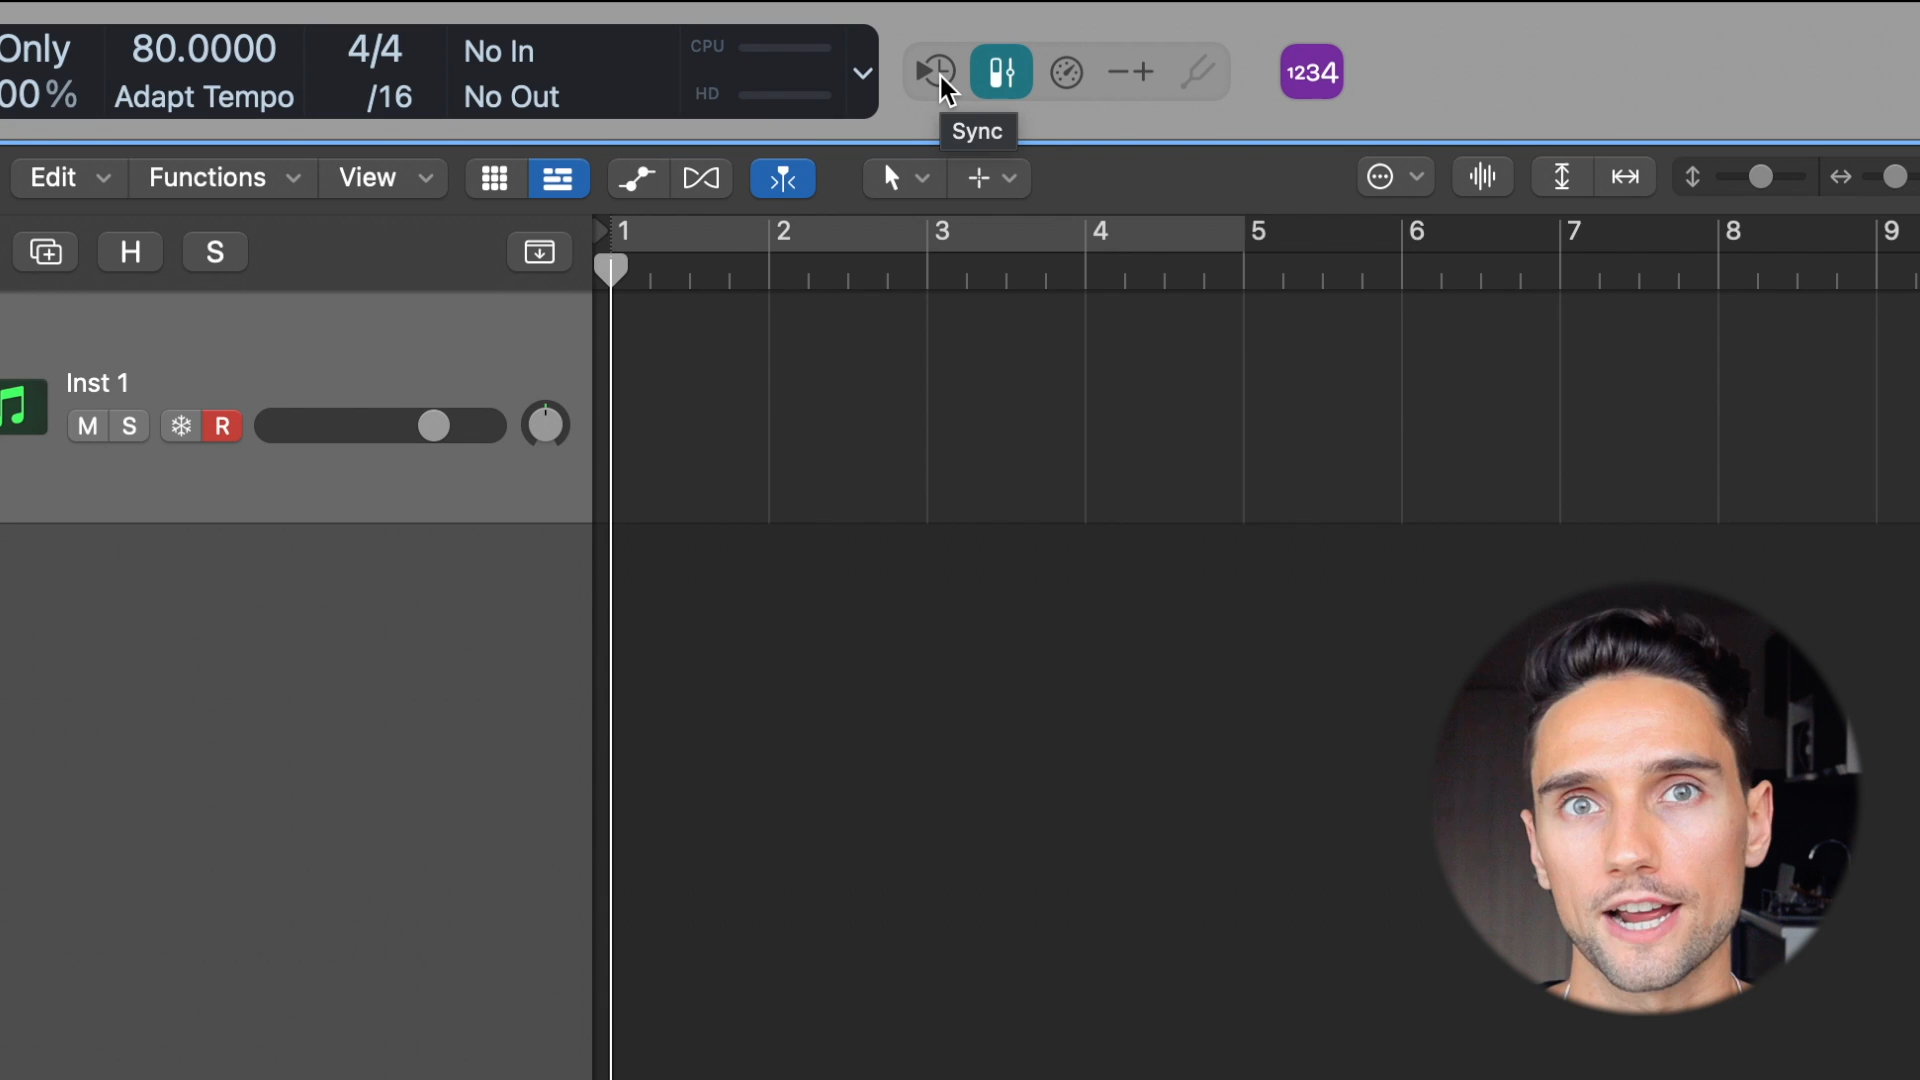 Only
80.0000
4/4
No In
CPU
00%
Adapt Tempo
/16
No Out
HD
1234
Sync
Edit
Functions
View
H
S
1
2
3
4
5
6
7
8
9
Inst 1
M
S
R